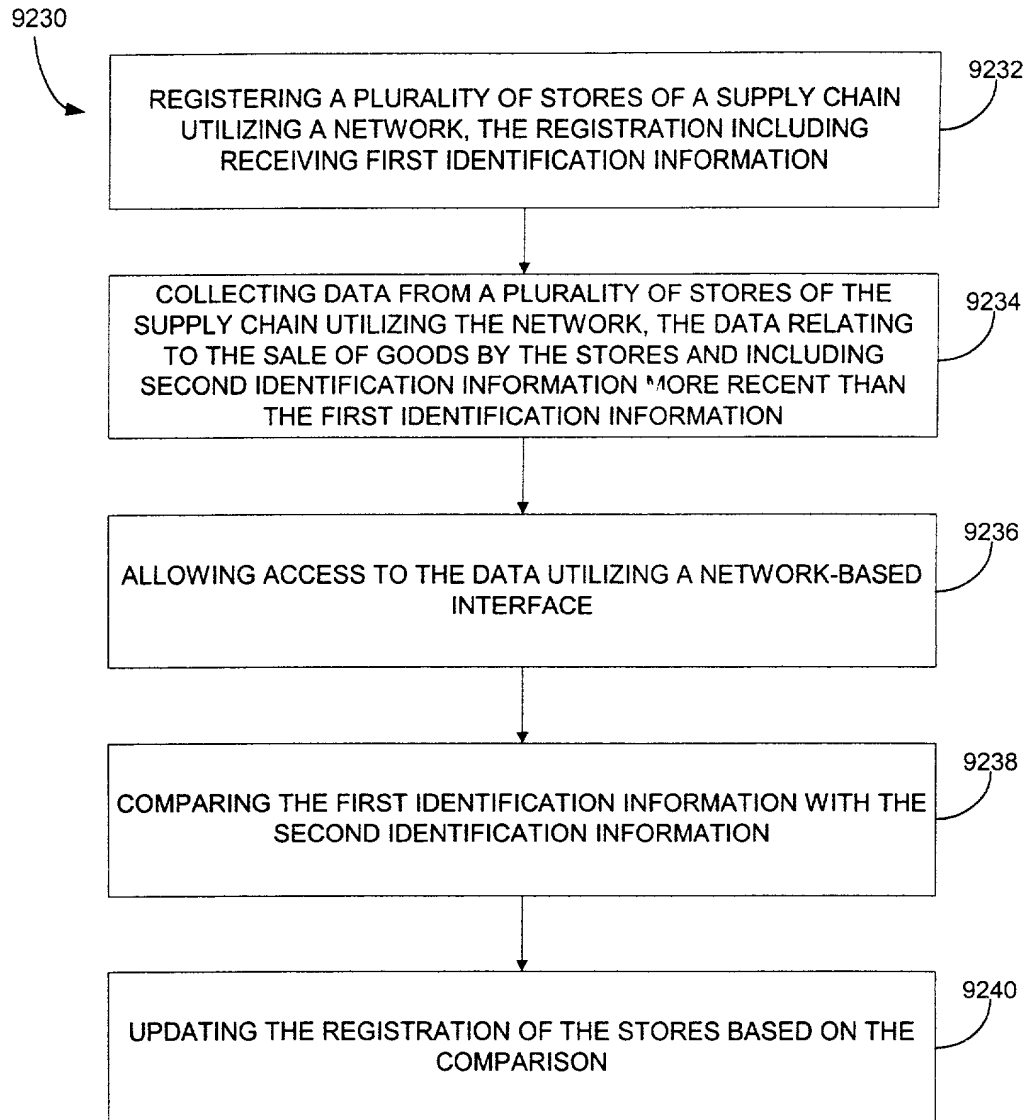 9230
9232
REGISTERING A PLURALITY OF STORES OF A SUPPLY CHAIN
UTILIZING A NETWORK, THE REGISTRATION INCLUDING
RECEIVING FIRST IDENTIFICATION INFORMATION
9234
COLLECTING DATA FROM A PLURALITY OF STORES OF THE
SUPPLY CHAIN UTILIZING THE NETWORK, THE DATA RELATING
TO THE SALE OF GOODS BY THE STORES AND INCLUDING
SECOND IDENTIFICATION INFORMATION MORE RECENT THAN
THE FIRST IDENTIFICATION INFORMATION
9236
ALLOWING ACCESS TO THE DATA UTILIZING A NETWORK-BASED
INTERFACE
9238
COMPARING THE FIRST IDENTIFICATION INFORMATION WITH THE
SECOND IDENTIFICATION INFORMATION
9240
UPDATING THE REGISTRATION OF THE STORES BASED ON THE
COMPARISON